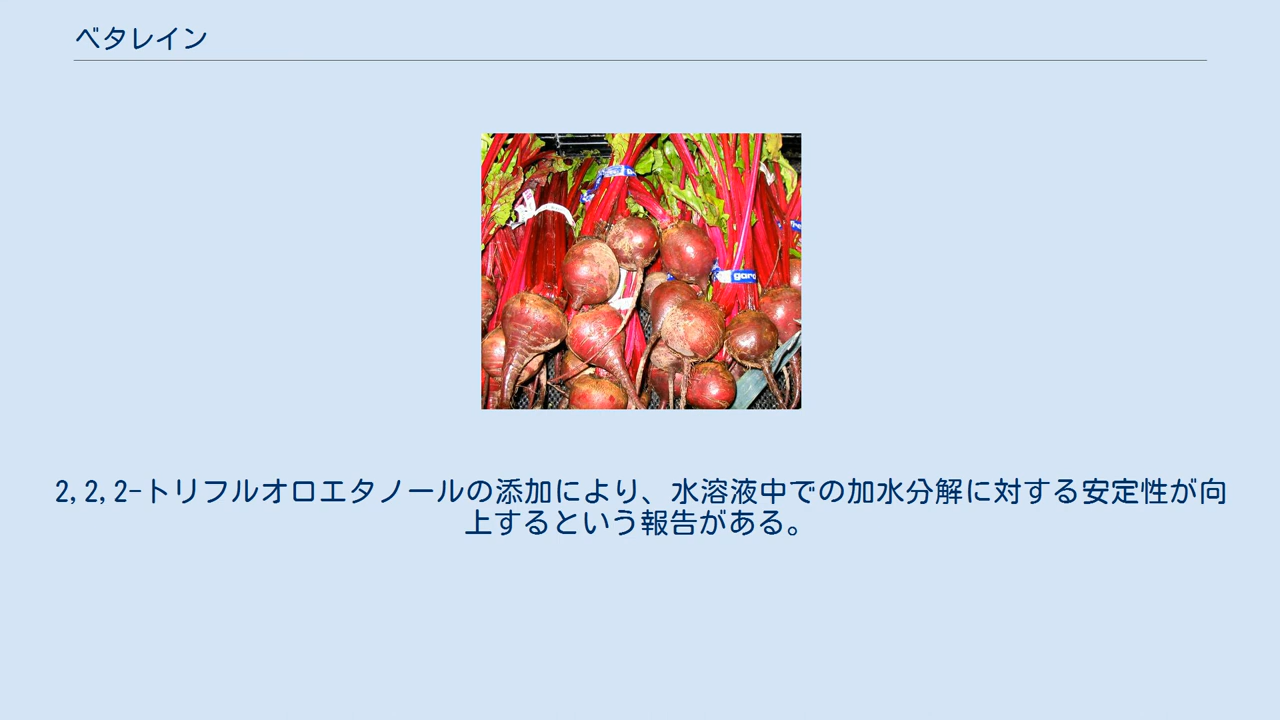 ベタレイン
garc
2,2,2-トリフルオロエタノールの添加により、水溶液中での加水分解に対する安定性が向
上するという報告がある。